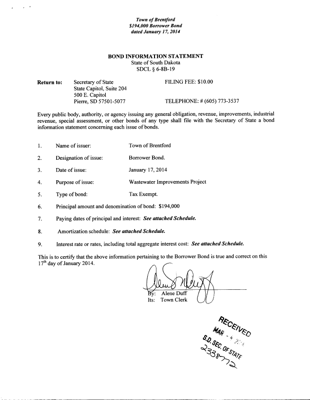 Town of Brentford
$194,000 Borrower Bond
dated January 17, 2014
BOND INFORMATION STATEMENT
State of South Dakota
SDCL § 6-8B-19
Return to: Secretary of State FILING FEE: $10.00
State Capitol, Suite 204
500 E. Capitol
Pierre, SD 57501-5077 TELEPHONE: # (605) 773-3537
Every public body, authority, or agency issuing any general obligation, revenue, improvements, industrial
revenue, special assessment, or other bonds of any type shall file with the Secretary of State a bond
information statement concerning each issue of bonds.
1. Name of issuer: Town of Brentford
2. Designation of issue: Borrower Bond.
3. Date of issue: January 17, 2014
4. Purpose of issue: Wastewater Improvements Project
5. Type of bond: Tax Exempt.
6. Principal amount and denomination of bond: $194,000
7. Paying dates of principal and interest: See attached Schedule.
8. Amortization schedule: See attached Schedule.
9. Interest rate or rates, including total aggregate interest cost: See attached Schedule.
This is to certify that the above information pertaining to the Borrower Bond is true and correct on this
17th day of January 2014.
By: Alene Duff
Its: Town Clerk
RECEIVED
MAR
S.D. SEC. OF STATE
2338772